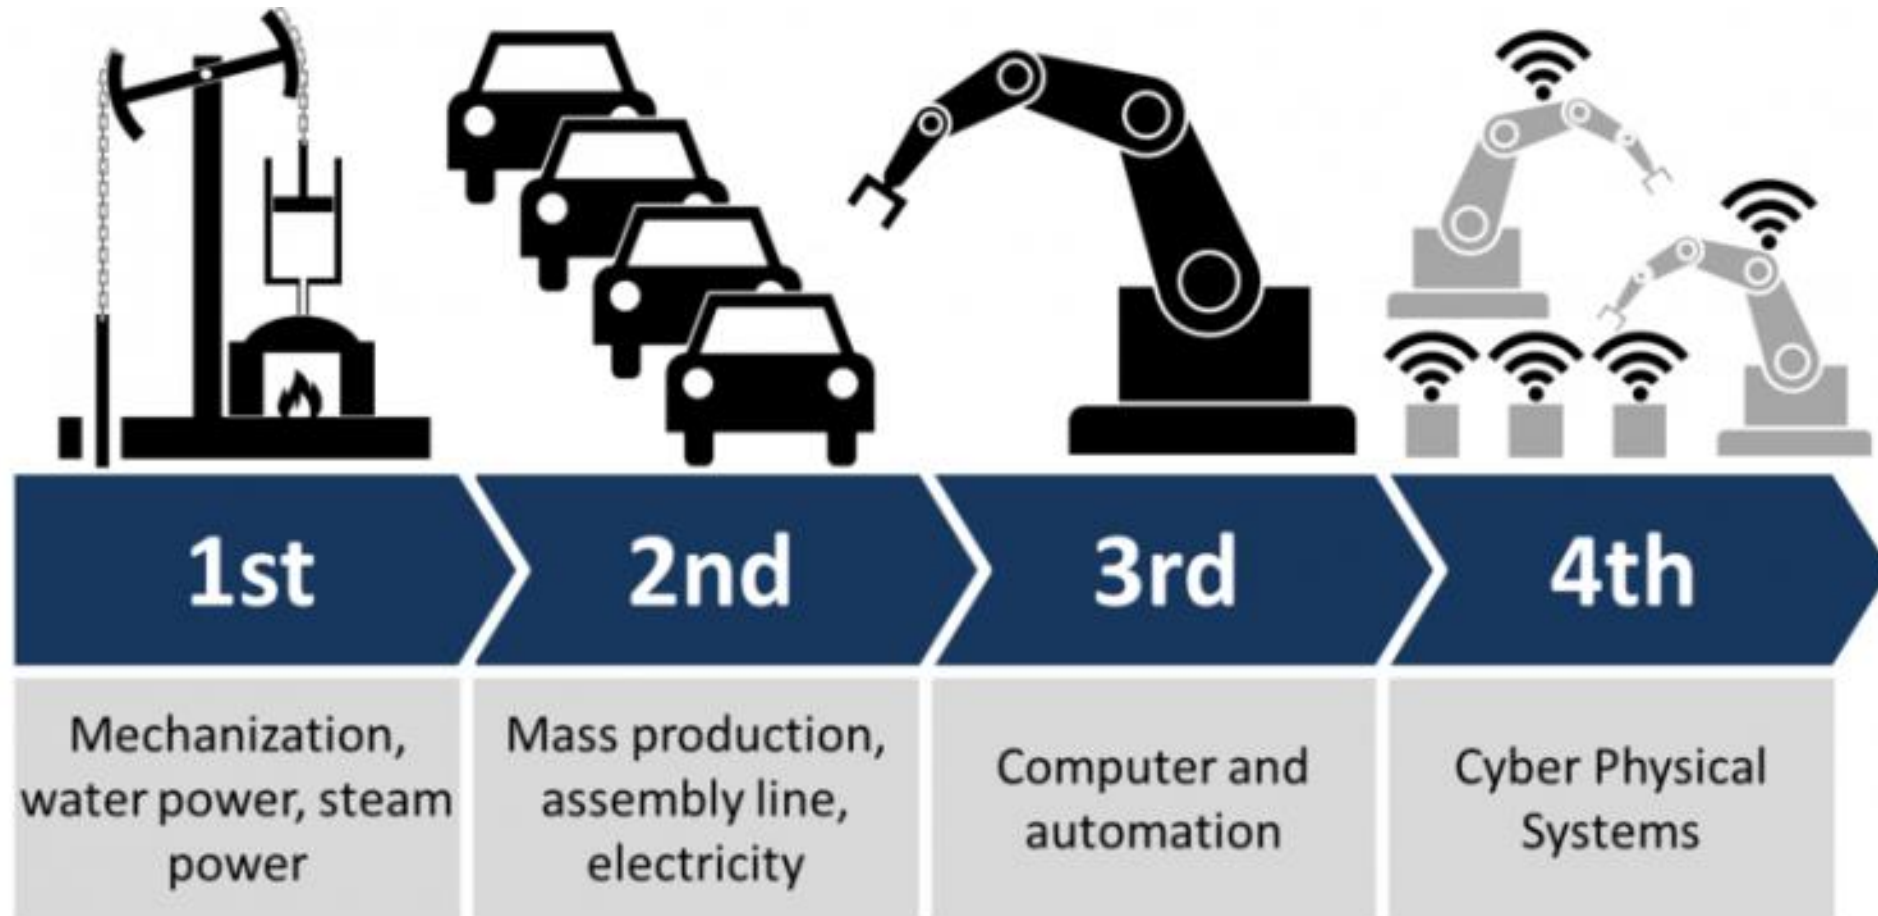 1st
2nd
3rd
4th
Mechanization,
water power, steam
power
Mass production,
assembly line,
electricity
Computer and
automation
Cyber Physical
Systems